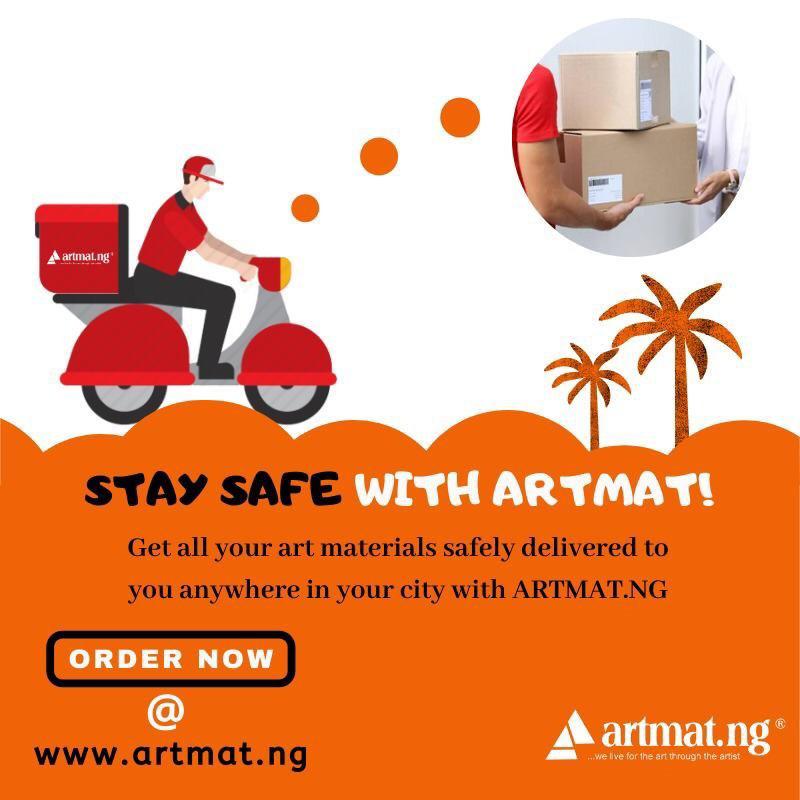 artmat.ng
STAY SAFE WITH ARTMAT!
Get all your art materials safely delivered to
you anywhere in your city with ARTMAT.NG
ORDER NOW
@
www.artmat.ng
artmat.ng®
...we live for the art through the artist